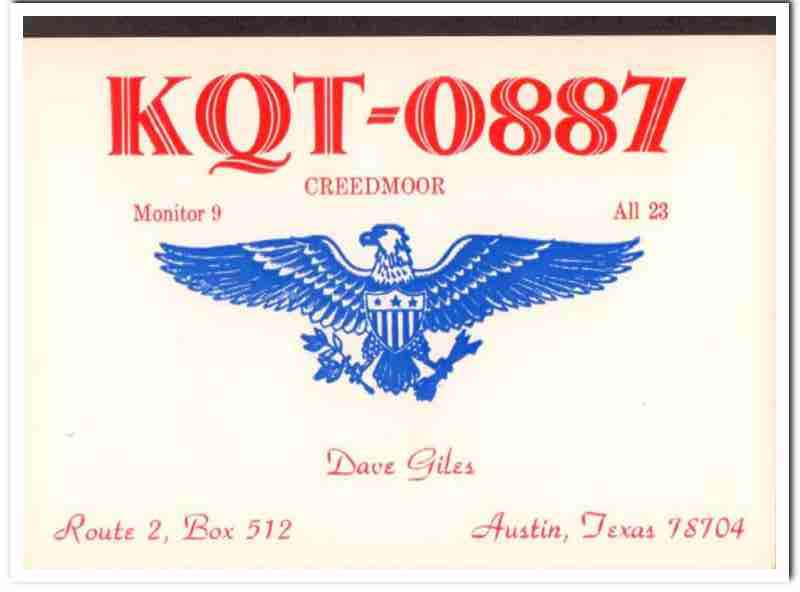 KQT-0887
CREEDMOOR
Monitor 9 All 23
Dave Giles
Route 2, Box 512 Austin, Texas 78704